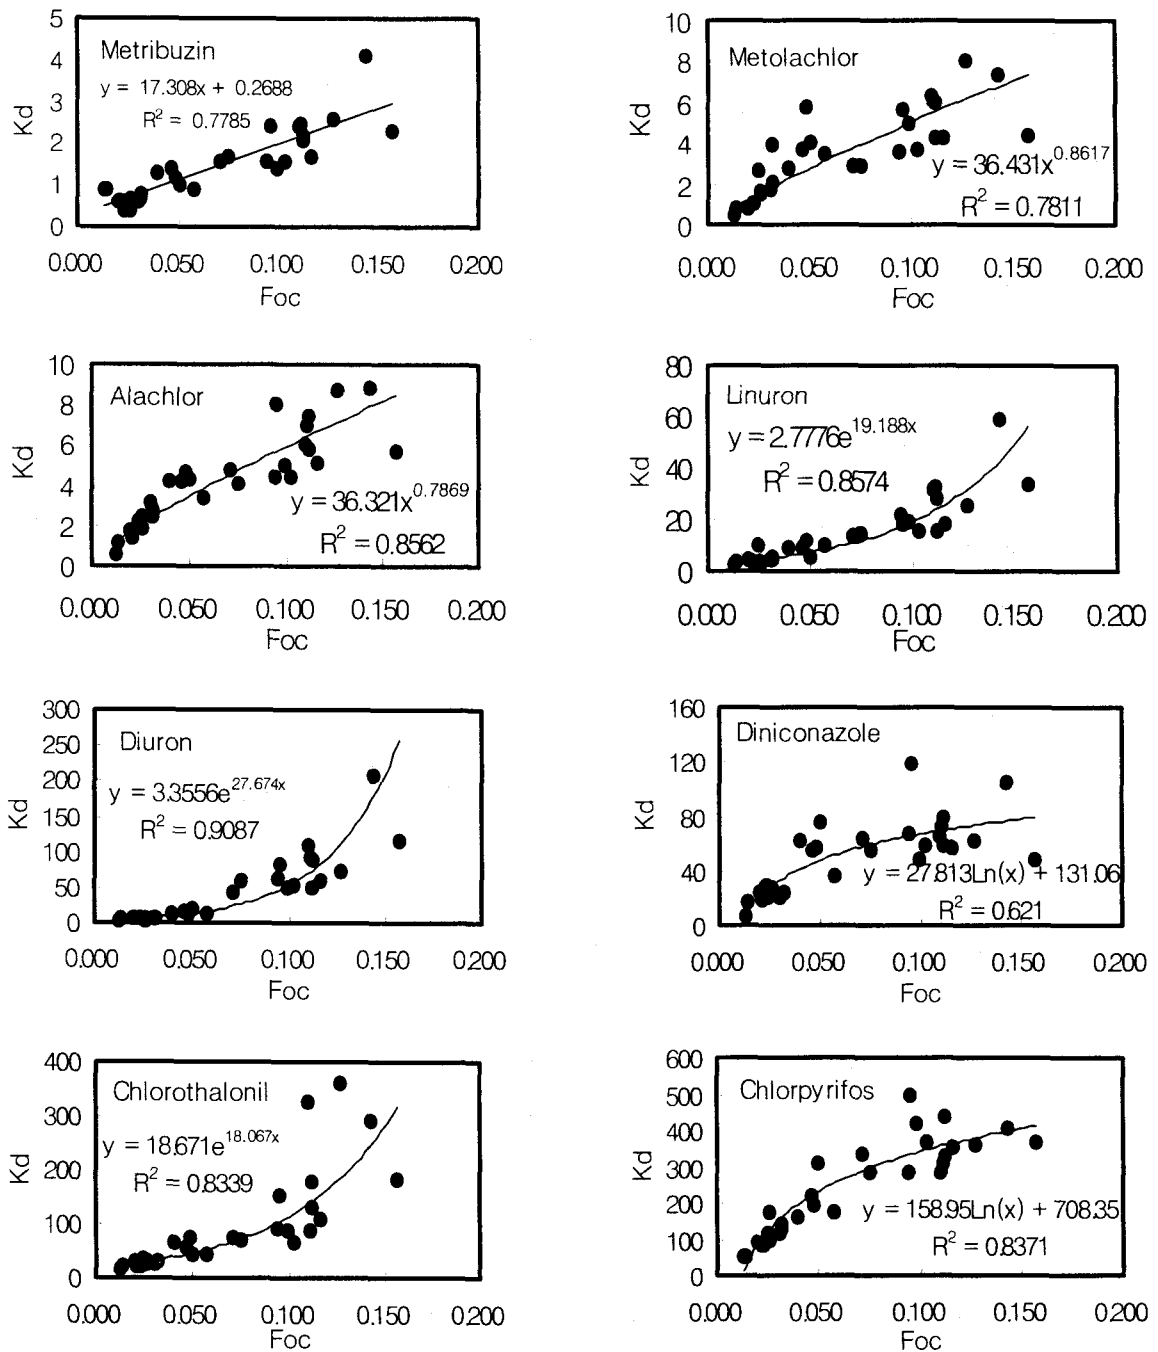 Metribuzin
y = 17.308x + 0.2688
R² = 0.7785
5
4
3
2
1
0
Kd
0.000 0.050 0.100 0.150 0.200
Foc
Metolachlor
y = 36.431x^0.8617
R² = 0.7811
10
8
6
4
2
0
Kd
0.000 0.050 0.100 0.150 0.200
Foc
Alachlor
y = 36.321x^0.7869
R² = 0.8562
10
8
6
4
2
0
Kd
0.000 0.050 0.100 0.150 0.200
Foc
Linuron
y = 2.7776e^19.188x
R² = 0.8574
80
60
40
20
0
Kd
0.000 0.050 0.100 0.150 0.200
Foc
Diuron
y = 3.3556e^27.674x
R² = 0.9087
300
250
200
150
100
50
0
Kd
0.000 0.050 0.100 0.150 0.200
Foc
Diniconazole
y = 27.813Ln(x) + 131.06
R² = 0.621
160
120
80
40
0
Kd
0.000 0.050 0.100 0.150 0.200
Foc
Chlorothalonil
y = 18.671e^18.067x
R² = 0.8339
400
300
200
100
0
Kd
0.000 0.050 0.100 0.150 0.200
Foc
Chlorpyrifos
y = 158.95Ln(x) + 708.35
R² = 0.8371
600
500
400
300
200
100
0
Kd
0.000 0.050 0.100 0.150 0.200
Foc